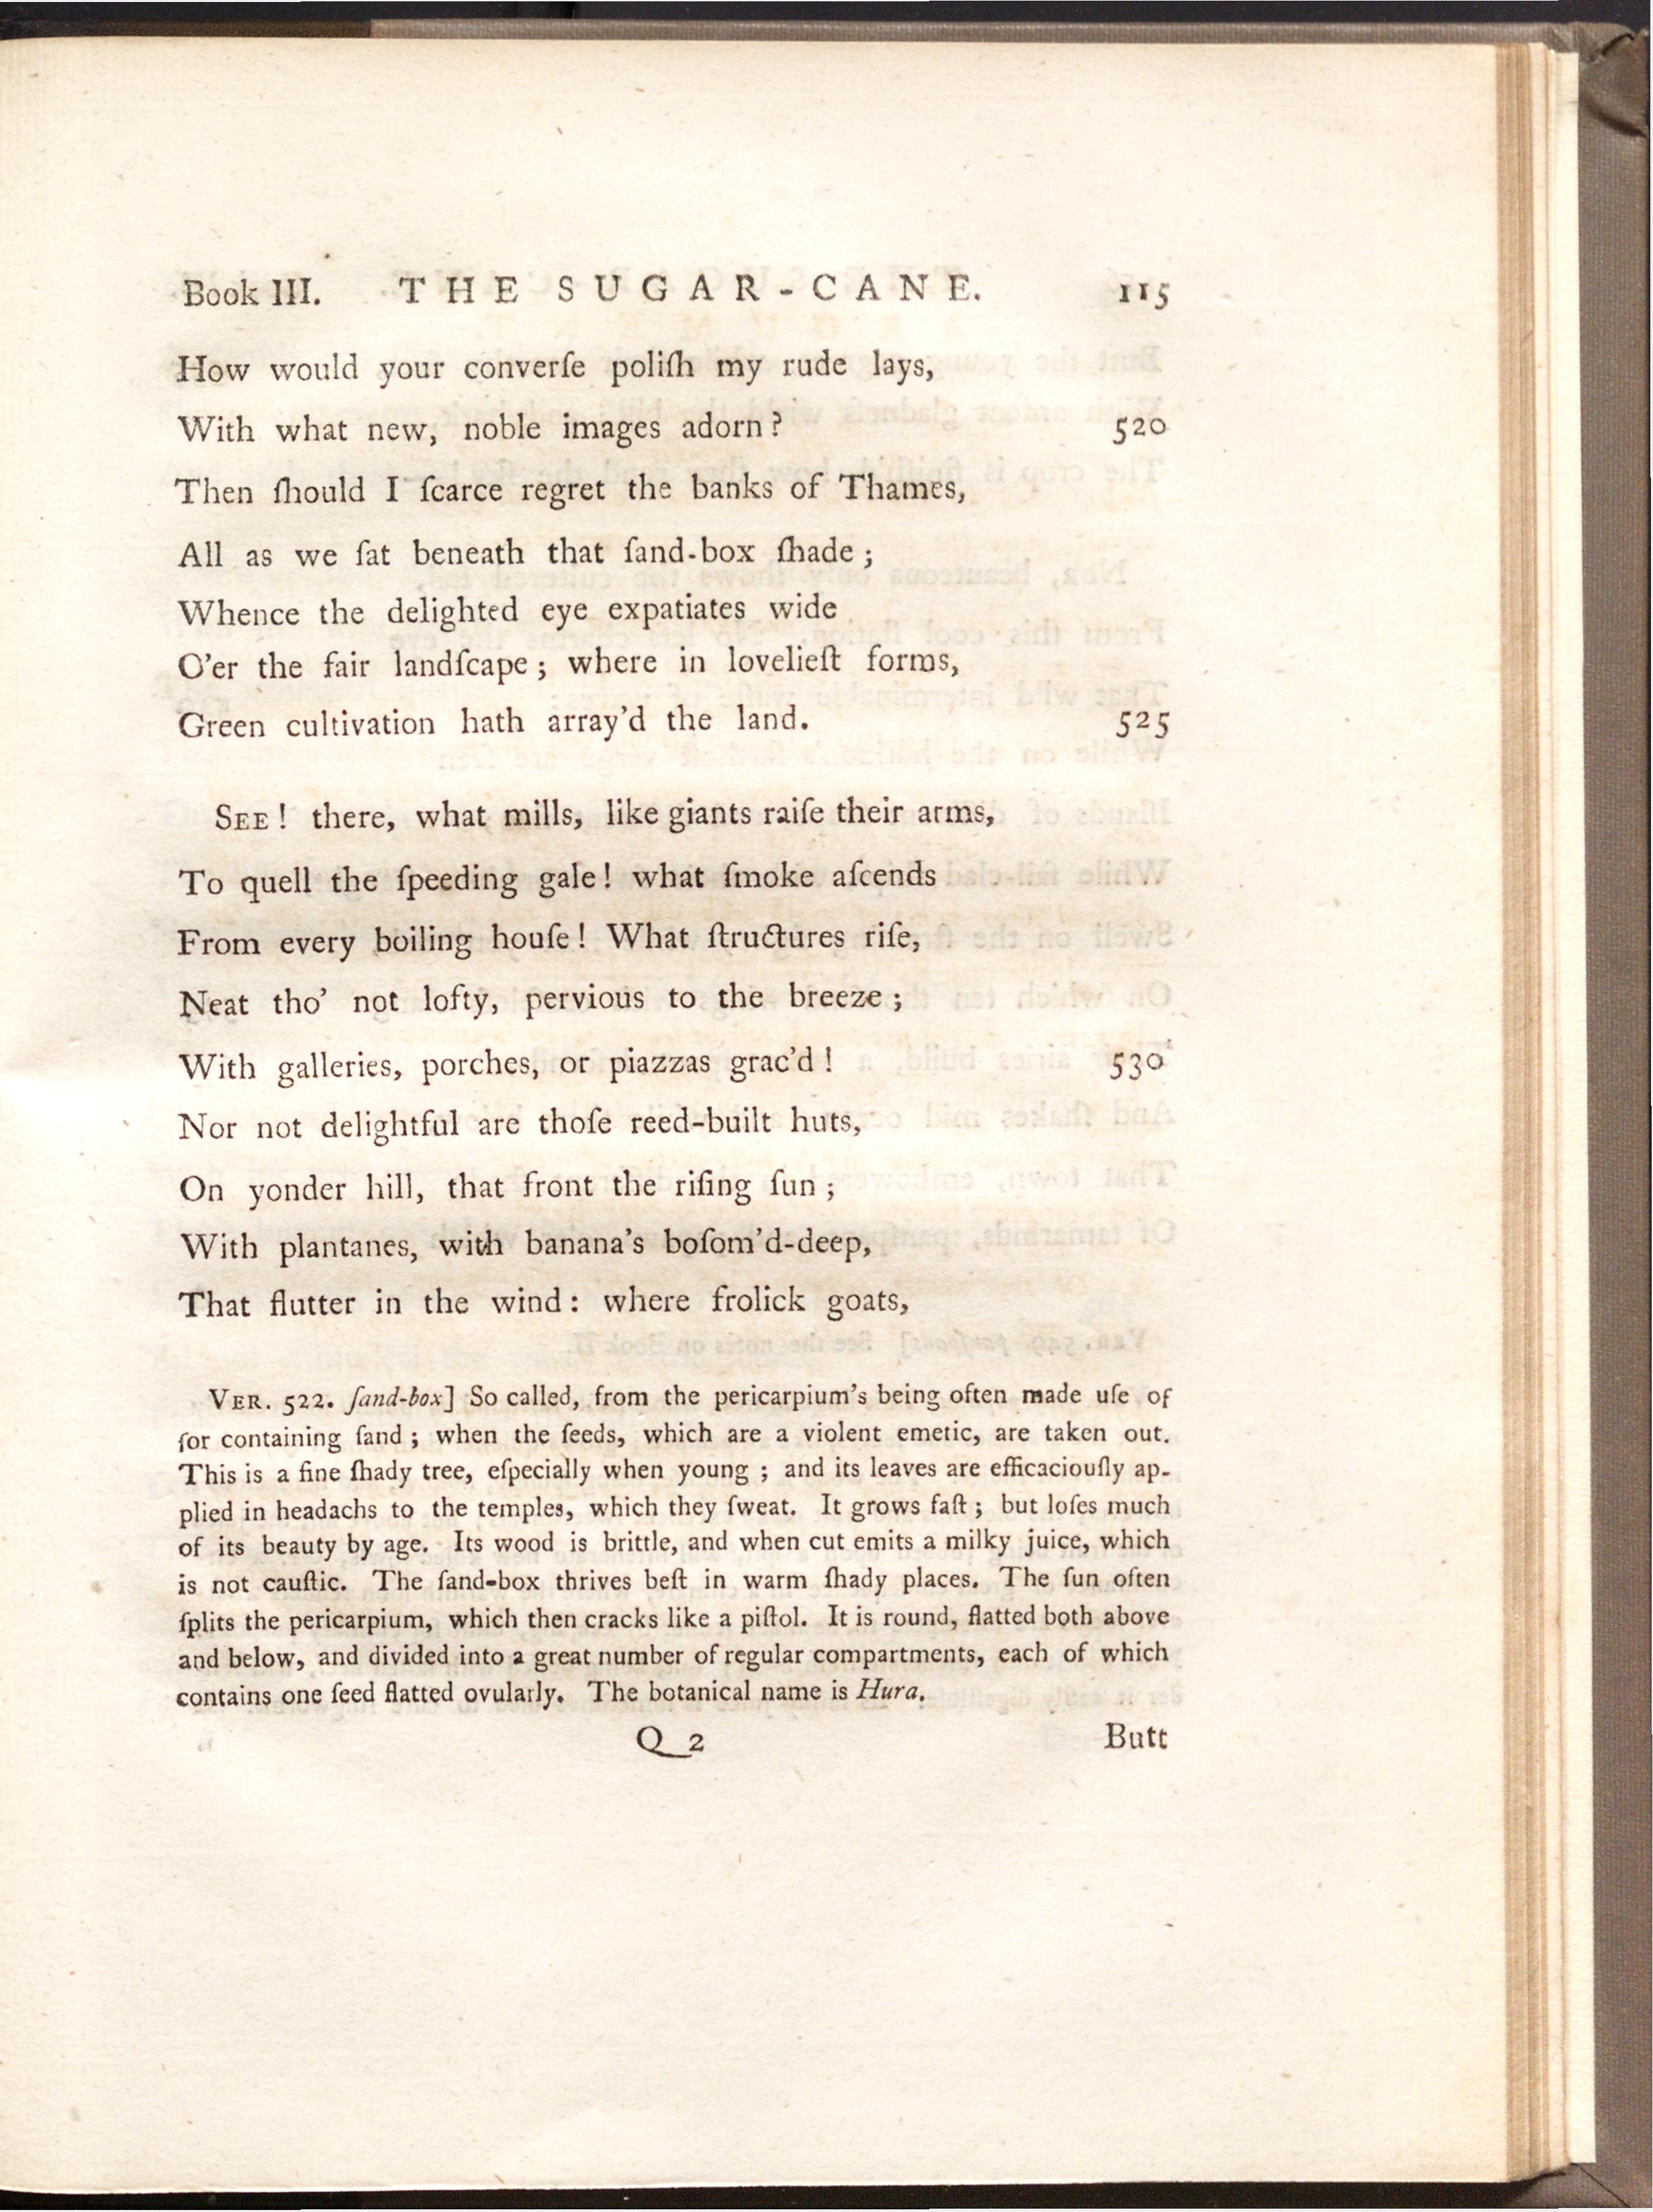 Book III. THE SUGAR-CANE. 115
How would your converſe poliſh my rude lays,
With what new, noble images adorn? 520
Then ſhould I ſcarce regret the banks of Thames,
All as we ſat beneath that ſand-box ſhade;
Whence the delighted eye expatiates wide
O'er the fair landſcape; where in lovelieſt forms,
Green cultivation hath array'd the land. 525
SEE! there, what mills, like giants raiſe their arms,
To quell the ſpeeding gale! what ſmoke aſcends
From every boiling houſe! What ſtructures riſe,
Neat tho' not lofty, pervious to the breeze;
With galleries, porches, or piazzas grac'd! 530
Nor not delightful are thoſe reed-built huts,
On yonder hill, that front the riſing ſun;
With plantanes, with banana's boſom'd-deep,
That flutter in the wind: where frolick goats,
VER. 522. ſand-box] So called, from the pericarpium's being often made uſe of
for containing ſand; when the ſeeds, which are a violent emetic, are taken out.
This is a fine ſhady tree, eſpecially when young; and its leaves are efficaciouſly ap-
plied in headachs to the temples, which they ſweat. It grows faſt; but loſes much
of its beauty by age. Its wood is brittle, and when cut emits a milky juice, which
is not cauſtic. The ſand-box thrives beſt in warm ſhady places. The ſun often
ſplits the pericarpium, which then cracks like a piſtol. It is round, flatted both above
and below, and divided into a great number of regular compartments, each of which
contains one ſeed flatted ovularly. The botanical name is Hura.
Q 2 Butt